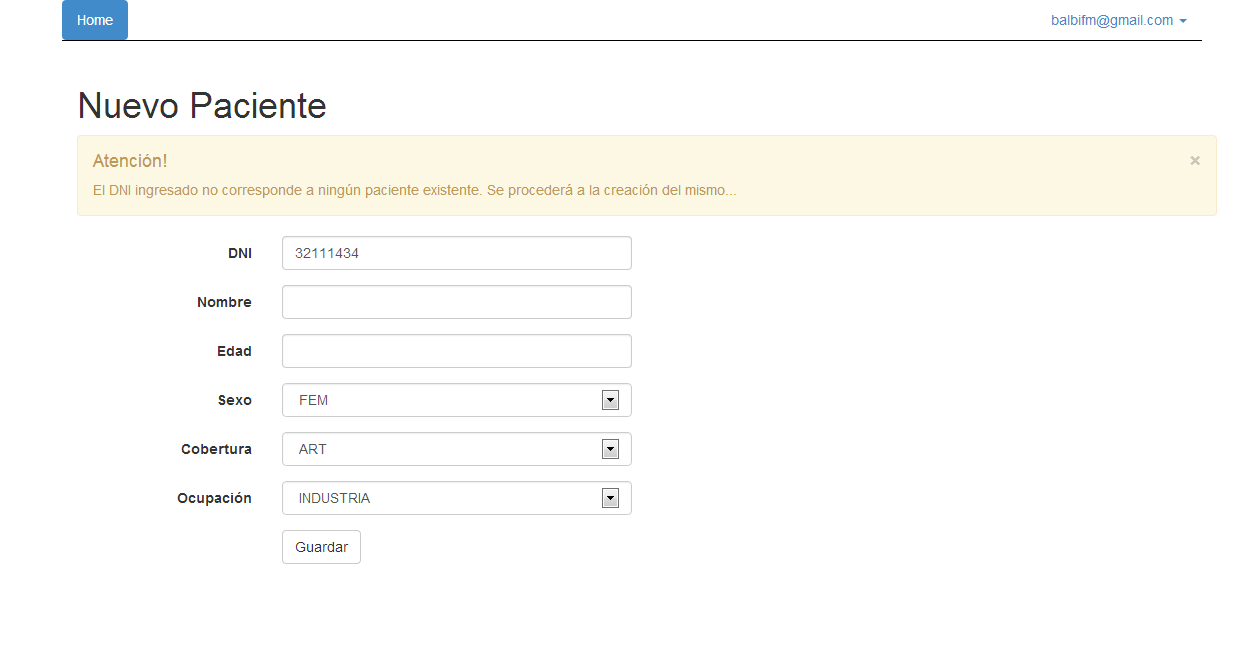 Home
balbifm@gmail.com
Nuevo Paciente
Atención!
×
El DNI ingresado no corresponde a ningún paciente existente. Se procederá a la creación del mismo...
DNI 32111434
Nombre
Edad
Sexo FEM
Cobertura ART
Ocupación INDUSTRIA
Guardar